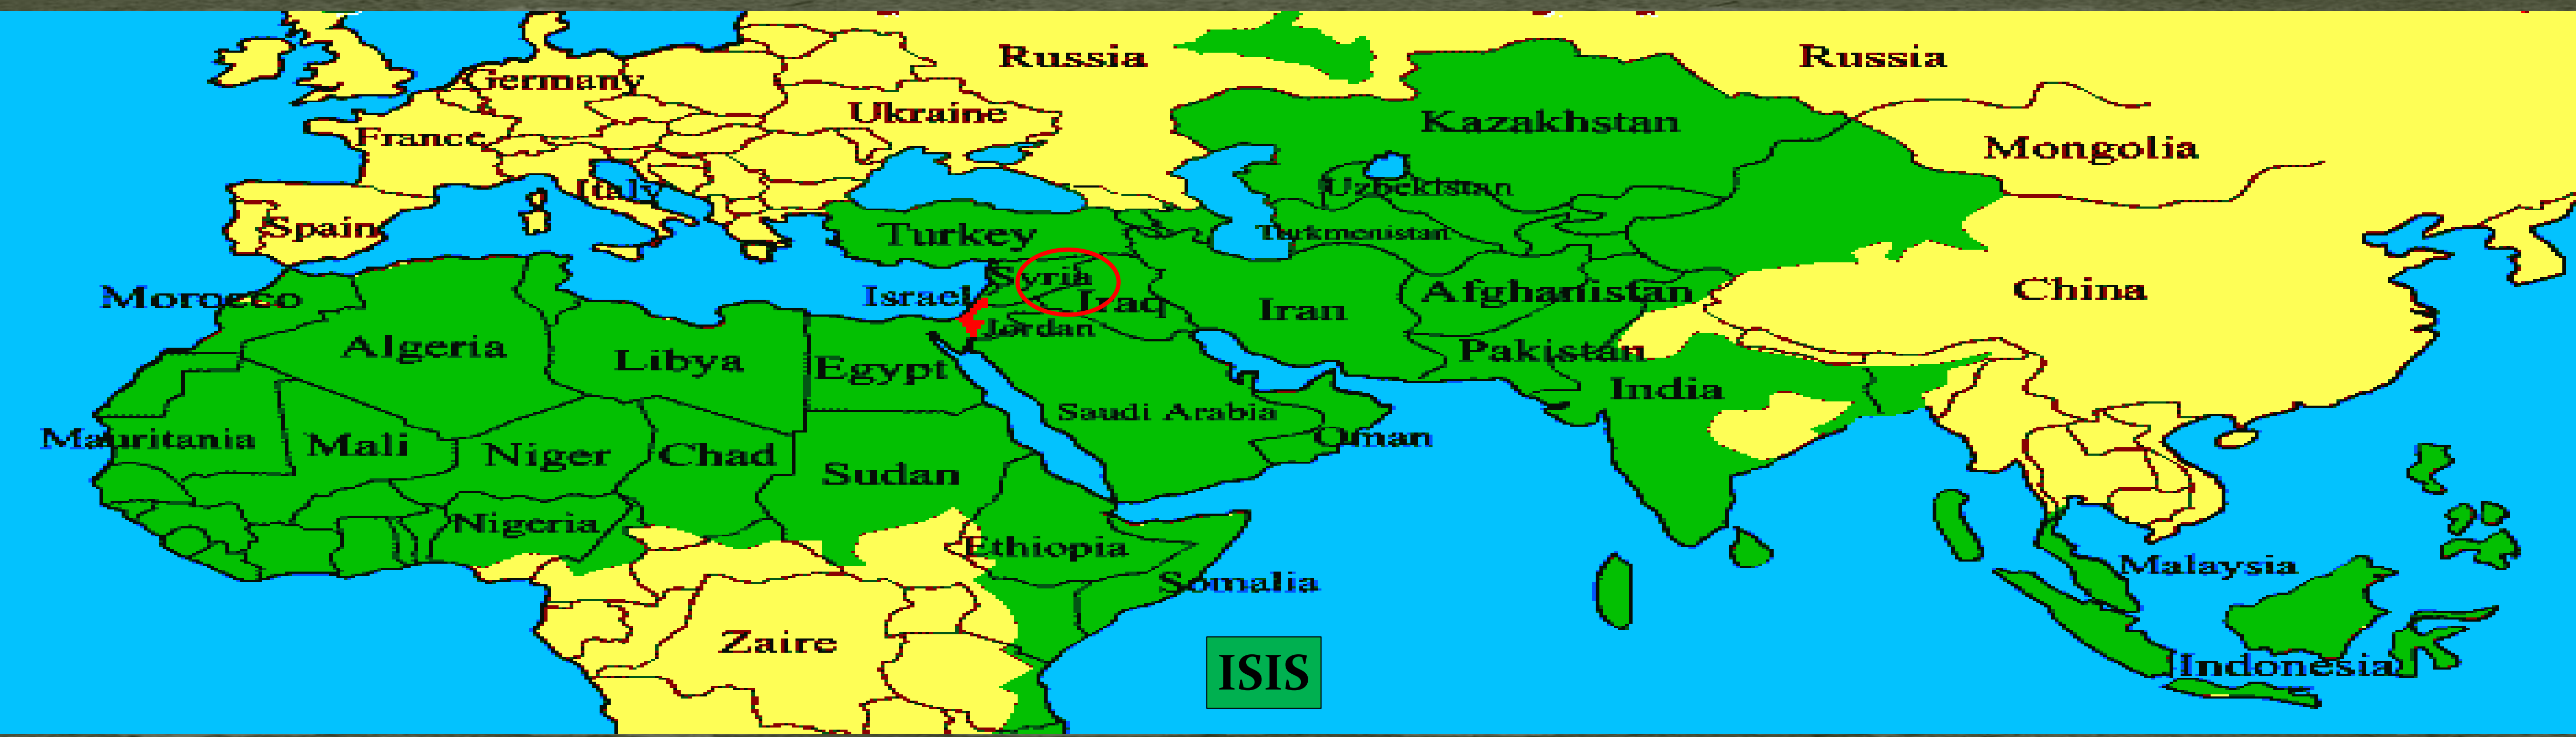 Russia
Russia
Germany
Ukraine
Kazakhstan
France
Mongolia
Italy
Uzbekistan
Spain
Turkey
Turkmenistan
Syria
Morocco
Israel
Iraq
Iran
Afghanistan
China
Jordan
Algeria
Libya
Egypt
Pakistan
India
Saudi Arabia
Mauritania
Mali
Niger
Chad
Oman
Sudan
Nigeria
Ethiopia
Somalia
Malaysia
Zaire
Indonesia
ISIS